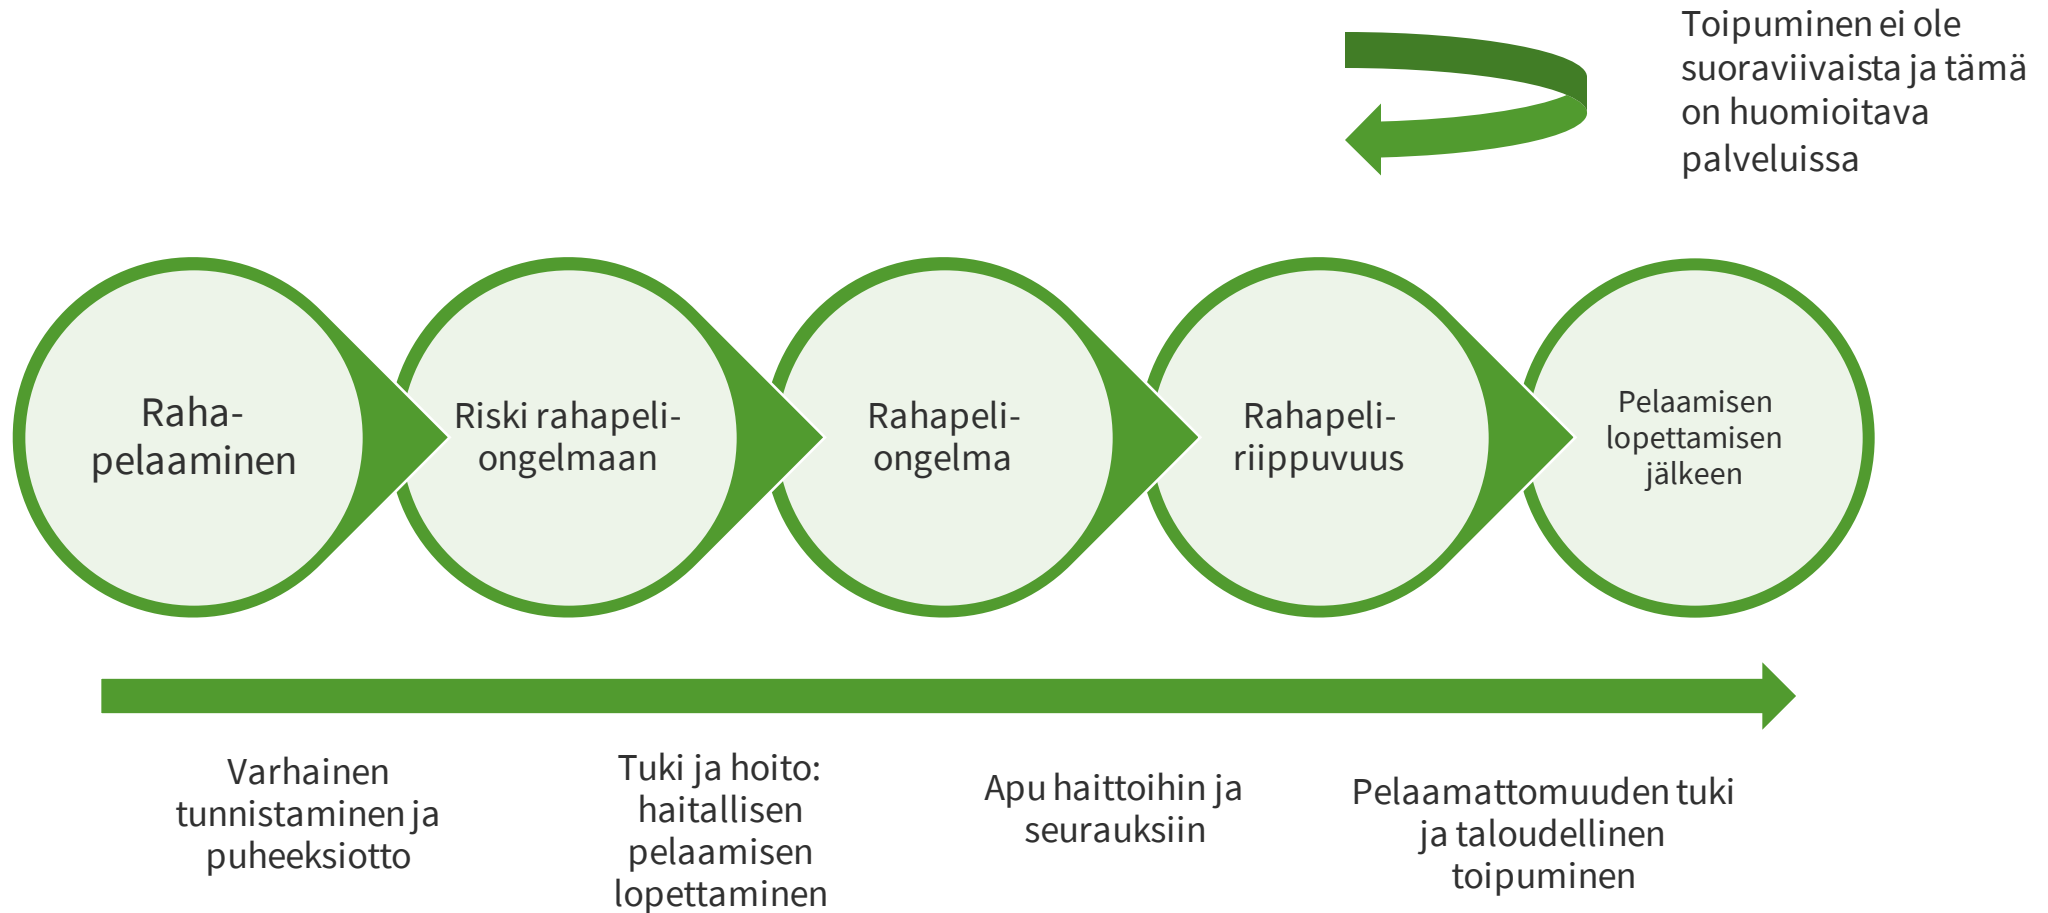 Toipuminen ei ole
suoraviivaista ja tämä
on huomioitava
palveluissa
Raha-
pelaaminen
Riski rahapeli-
ongelmaan
Rahapeli-
ongelma
Rahapeli-
riippuvuus
Pelaamisen
lopettamisen
jälkeen
Varhainen
tunnistaminen ja
puheeksiotto
Tuki ja hoito:
haitallisen
pelaamisen
lopettaminen
Apu haittoihin ja
seurauksiin
Pelaamattomuuden tuki
ja taloudellinen
toipuminen